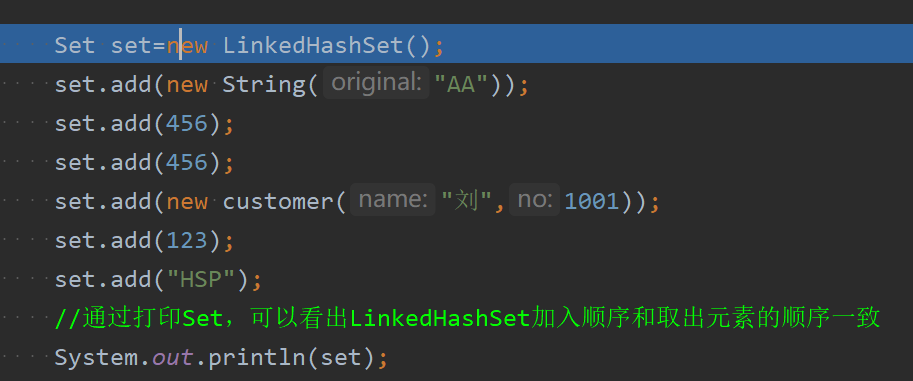 Set set=new LinkedHashSet();
set.add(new String( original: "AA"));
set.add(456);
set.add(456);
set.add(new customer( name: "刘", no: 1001));
set.add(123);
set.add("HSP");
//通过打印Set，可以看出LinkedHashSet加入顺序和取出元素的顺序一致
System.out.println(set);